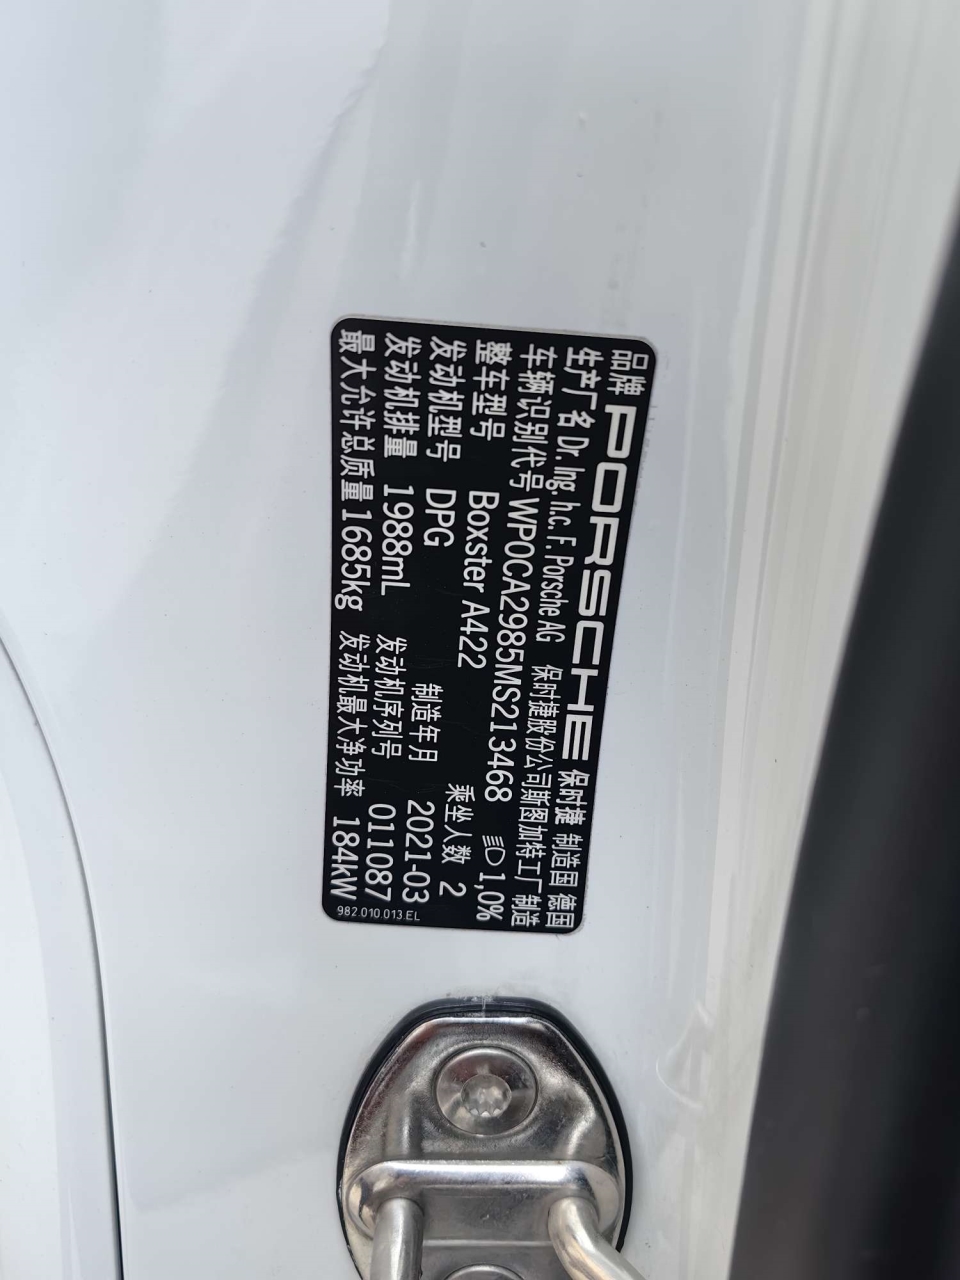 品牌 PORSCHE 保时捷 制造国 德国
生产厂名 Dr. Ing. h.c. F. Porsche AG 保时捷股份公司斯图加特工厂制造
车辆识别代号 WP0CA2985MS213468 1,0%
整车型号 Boxster A422 乘坐人数 2
发动机型号 DPG 制造年月 2021-03
发动机排量 1988mL 发动机序列号 011087
最大允许总质量 1685kg 发动机最大净功率 184kW
982.010.013.EL